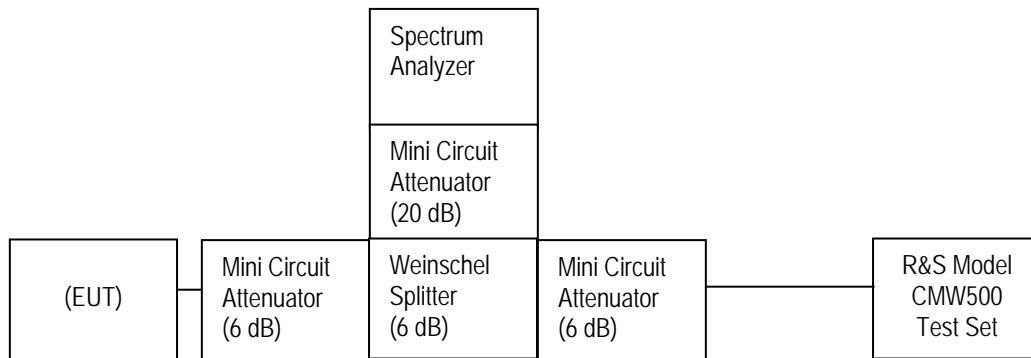 Spectrum
Analyzer
Mini Circuit
Attenuator
(20 dB)
(EUT)
Mini Circuit
Attenuator
(6 dB)
Weinschel
Splitter
(6 dB)
Mini Circuit
Attenuator
(6 dB)
R&S Model
CMW500
Test Set